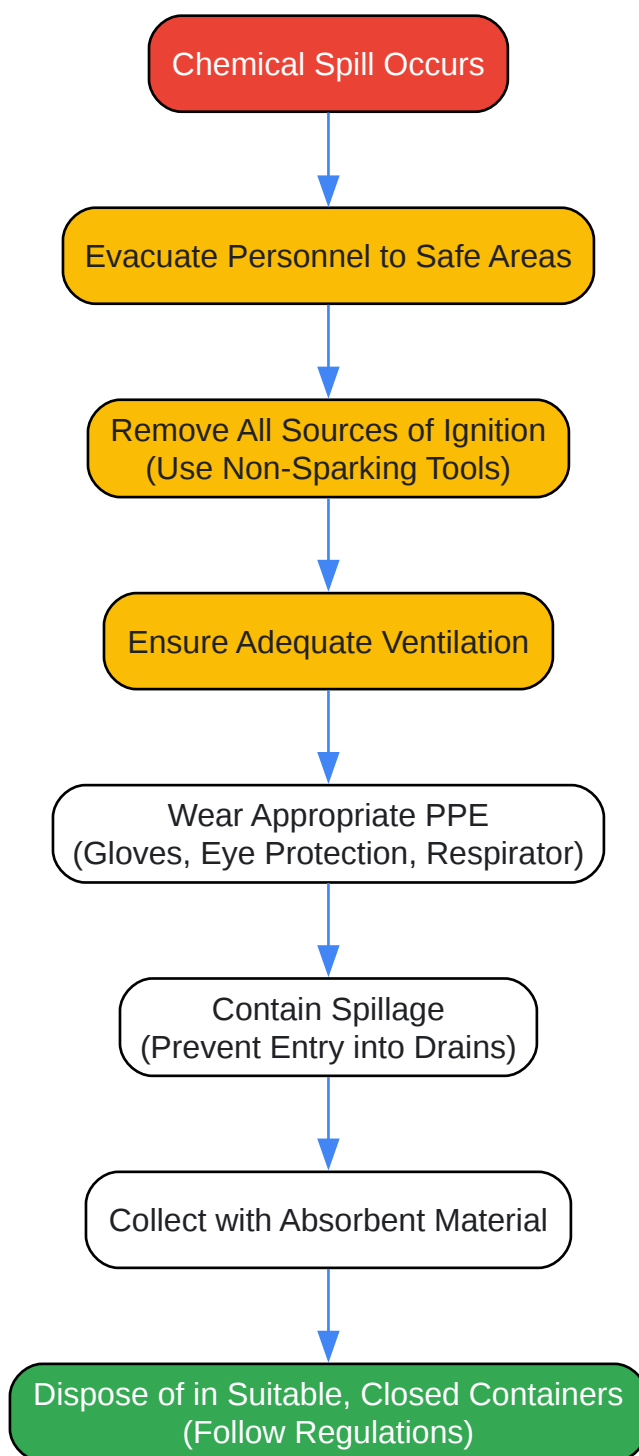 Chemical Spill Occurs
Evacuate Personnel to Safe Areas
Remove All Sources of Ignition
(Use Non-Sparking Tools)
Ensure Adequate Ventilation
Wear Appropriate PPE
(Gloves, Eye Protection, Respirator)
Contain Spillage
(Prevent Entry into Drains)
Collect with Absorbent Material
Dispose of in Suitable, Closed Containers
(Follow Regulations)